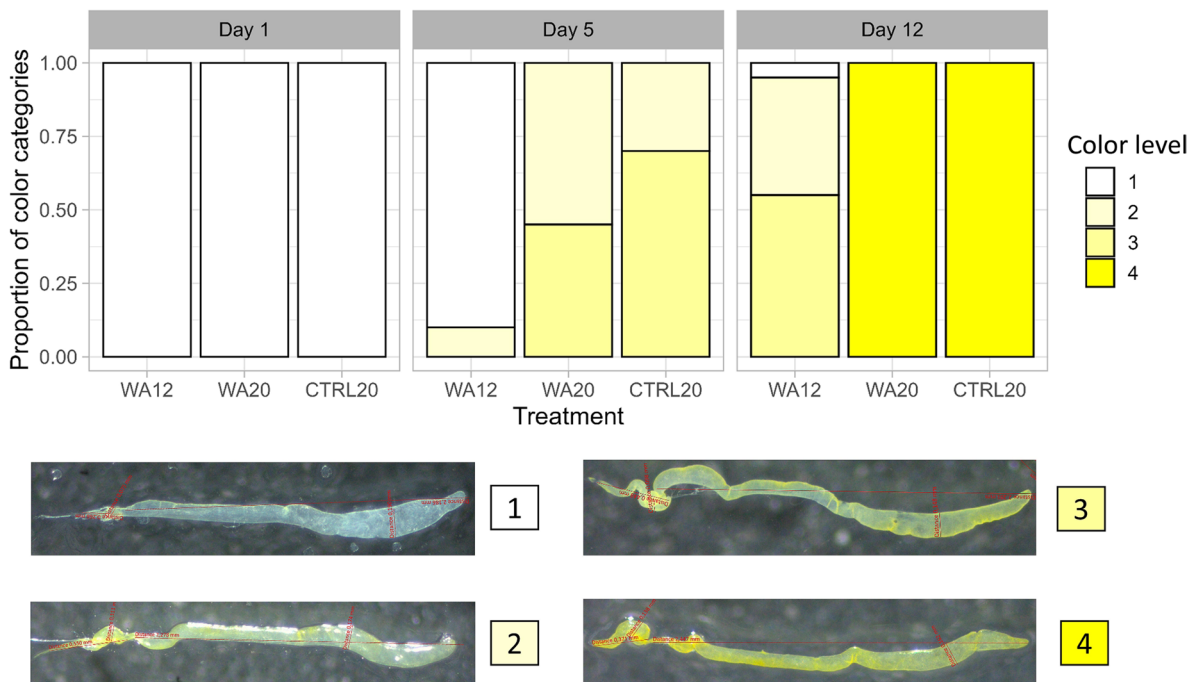 Day 1
Day 5
Day 12
Proportion of color categories
1.00
0.75
0.50
0.25
0.00
WA12 WA20 CTRL20
WA12 WA20 CTRL20
WA12 WA20 CTRL20
Treatment
Color level
1
2
3
4
1
3
2
4